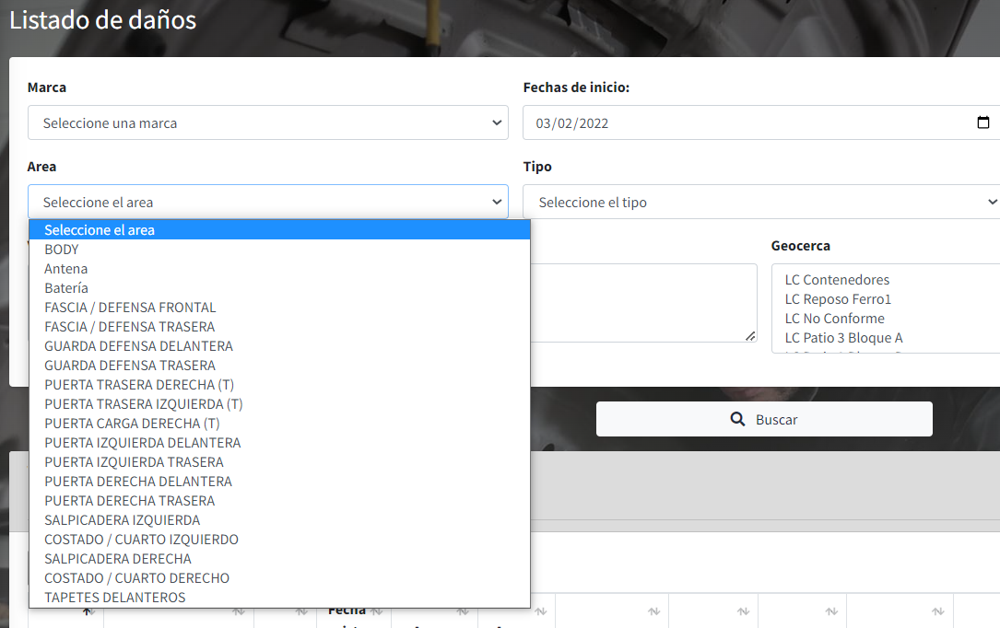 Listado de daños
Marca
Fechas de inicio:
Seleccione una marca
03/02/2022
Area
Tipo
Seleccione el area
Seleccione el tipo
Seleccione el area
BODY
Antena
Batería
FASCIA / DEFENSA FRONTAL
FASCIA / DEFENSA TRASERA
GUARDA DEFENSA DELANTERA
GUARDA DEFENSA TRASERA
PUERTA TRASERA DERECHA (T)
PUERTA TRASERA IZQUIERDA (T)
PUERTA CARGA DERECHA (T)
PUERTA IZQUIERDA DELANTERA
PUERTA IZQUIERDA TRASERA
PUERTA DERECHA DELANTERA
PUERTA DERECHA TRASERA
SALPICADERA IZQUIERDA
COSTADO / CUARTO IZQUIERDO
SALPICADERA DERECHA
COSTADO / CUARTO DERECHO
TAPETES DELANTEROS
Geocerca
LC Contenedores
LC Reposo Ferro1
LC No Conforme
LC Patio 3 Bloque A
Buscar
Fecha